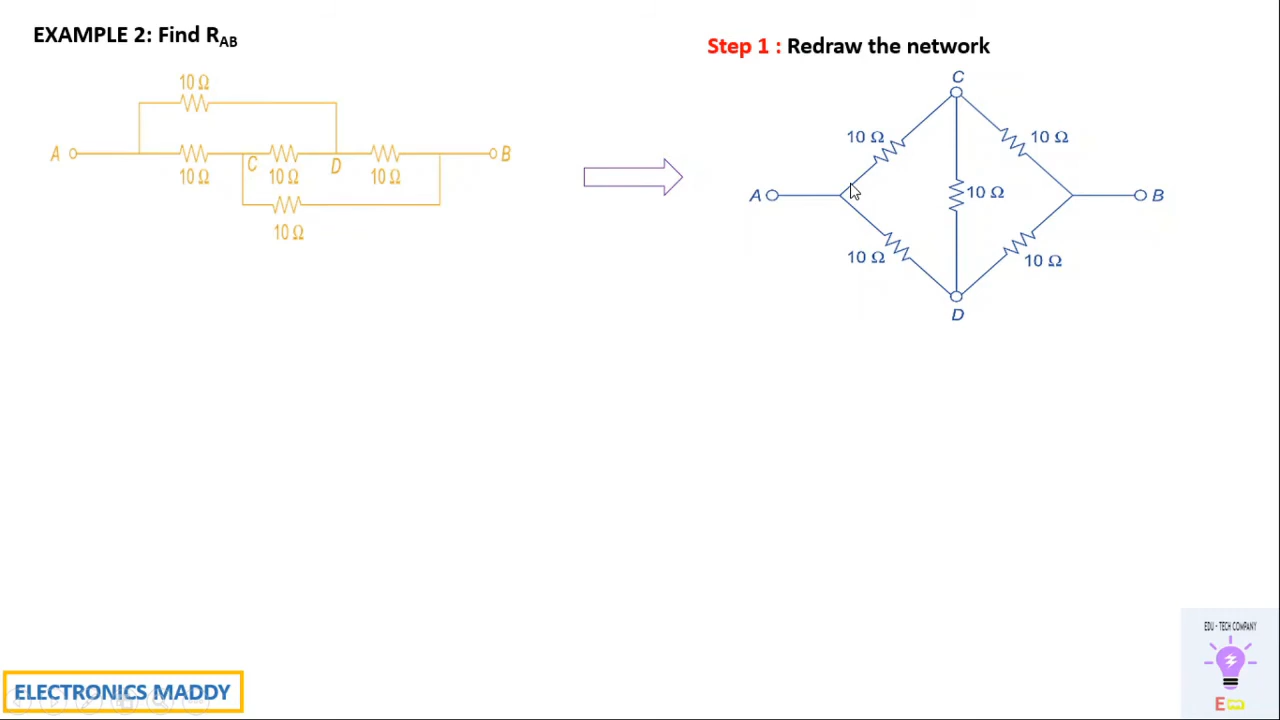 EXAMPLE 2: Find RAB
Step 1 : Redraw the network
10 Ω
A
C
D
B
10 Ω
10 Ω
10 Ω
10 Ω
C
10 Ω
10 Ω
A
10 Ω
B
10 Ω
10 Ω
D
EDU - TECH COMPANY
Em
ELECTRONICS MADDY